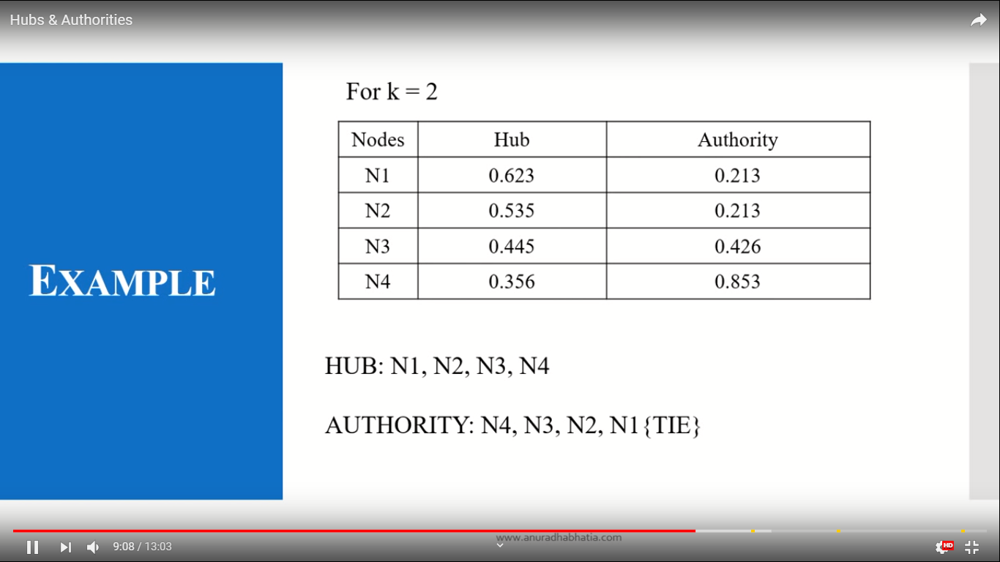 Hubs & Authorities
For k = 2
Nodes Hub Authority
N1 0.623 0.213
N2 0.535 0.213
N3 0.445 0.426
N4 0.356 0.853
EXAMPLE
HUB: N1, N2, N3, N4
AUTHORITY: N4, N3, N2, N1{TIE}
www.anuradhabhatia.com
9:08 / 13:03
HD